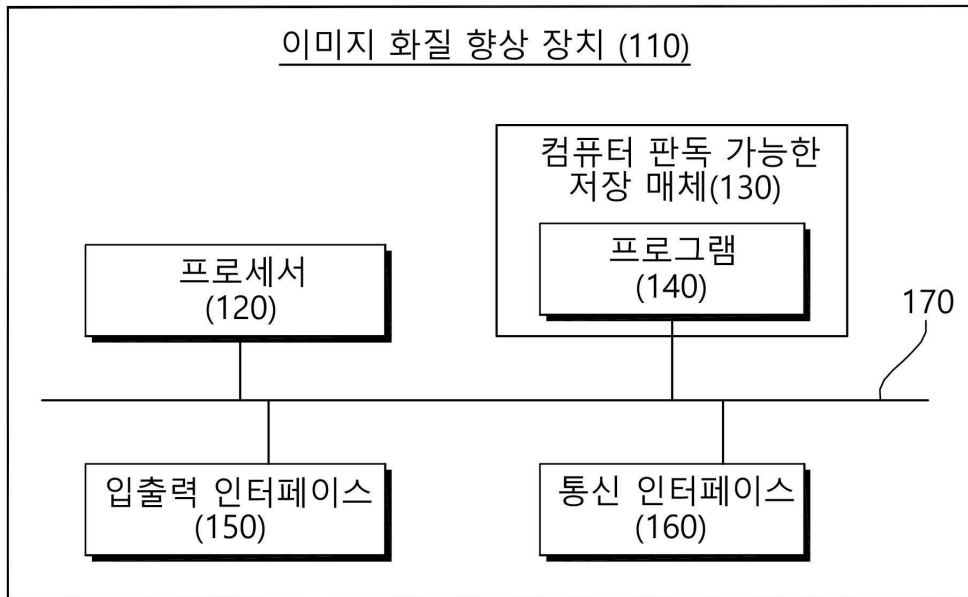 이미지 화질 향상 장치 (110)
컴퓨터 판독 가능한
저장 매체(130)
프로세서
(120)
프로그램
(140)
170
입출력 인터페이스
(150)
통신 인터페이스
(160)